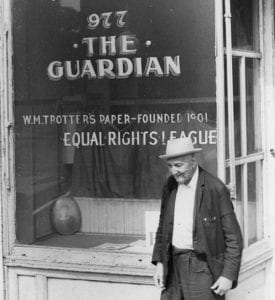 977
· THE ·
GUARDIAN
W.M. TROTTER'S PAPER-FOUNDED 1901
EQUAL RIGHTS LEAGUE